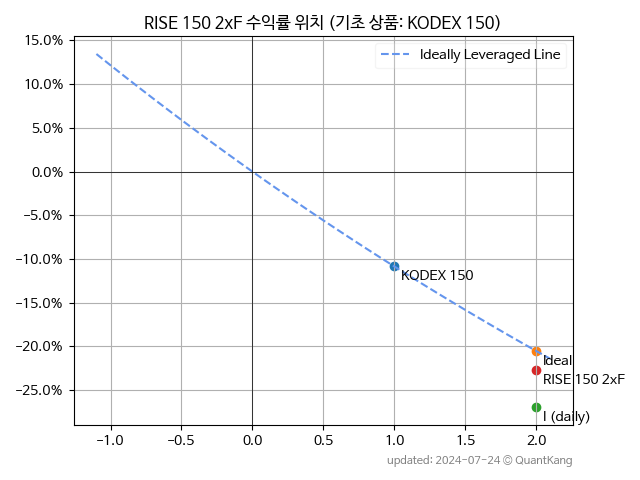 RISE 150 2xF 수익률 위치 (기초 상품: KODEX 150)
Ideally Leveraged Line
15.0%
10.0%
5.0%
0.0%
−5.0%
−10.0%
−15.0%
−20.0%
−25.0%
KODEX 150
Ideal
RISE 150 2xF
I (daily)
−1.0 −0.5 0.0 0.5 1.0 1.5 2.0
updated: 2024-07-24 © QuantKang